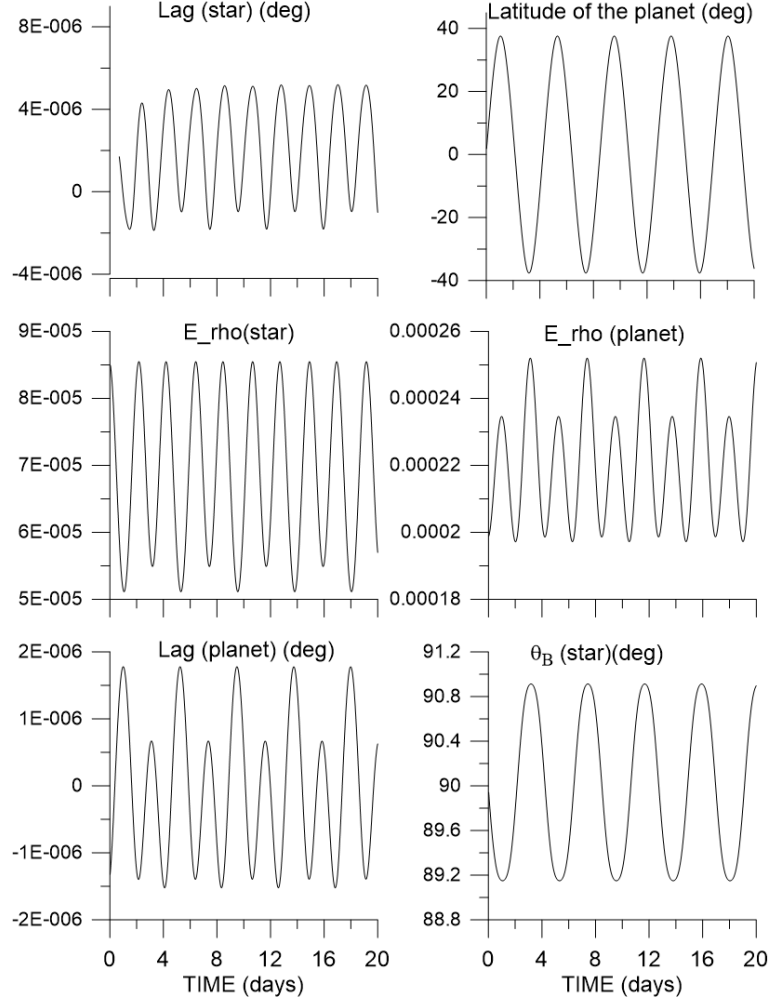 Lag (star) (deg)
8E-006
4E-006
0
-4E-006
Latitude of the planet (deg)
40
20
0
-20
-40
E_rho(star)
9E-005
8E-005
7E-005
6E-005
5E-005
E_rho (planet)
0.00026
0.00024
0.00022
0.0002
0.00018
Lag (planet) (deg)
2E-006
1E-006
0
-1E-006
-2E-006
0 4 8 12 16 20
TIME (days)
θB (star)(deg)
91.2
90.8
90.4
90
89.6
89.2
88.8
0 4 8 12 16 20
TIME (days)